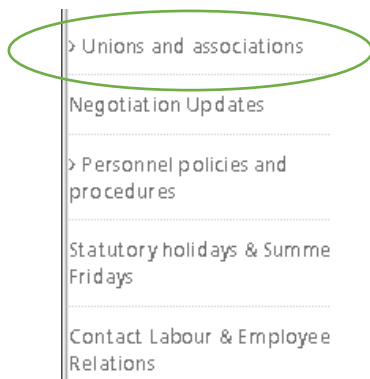 › Unions and associations
Negotiation Updates
› Personnel policies and
procedures
Statutory holidays & Summe
Fridays
Contact Labour & Employee
Relations